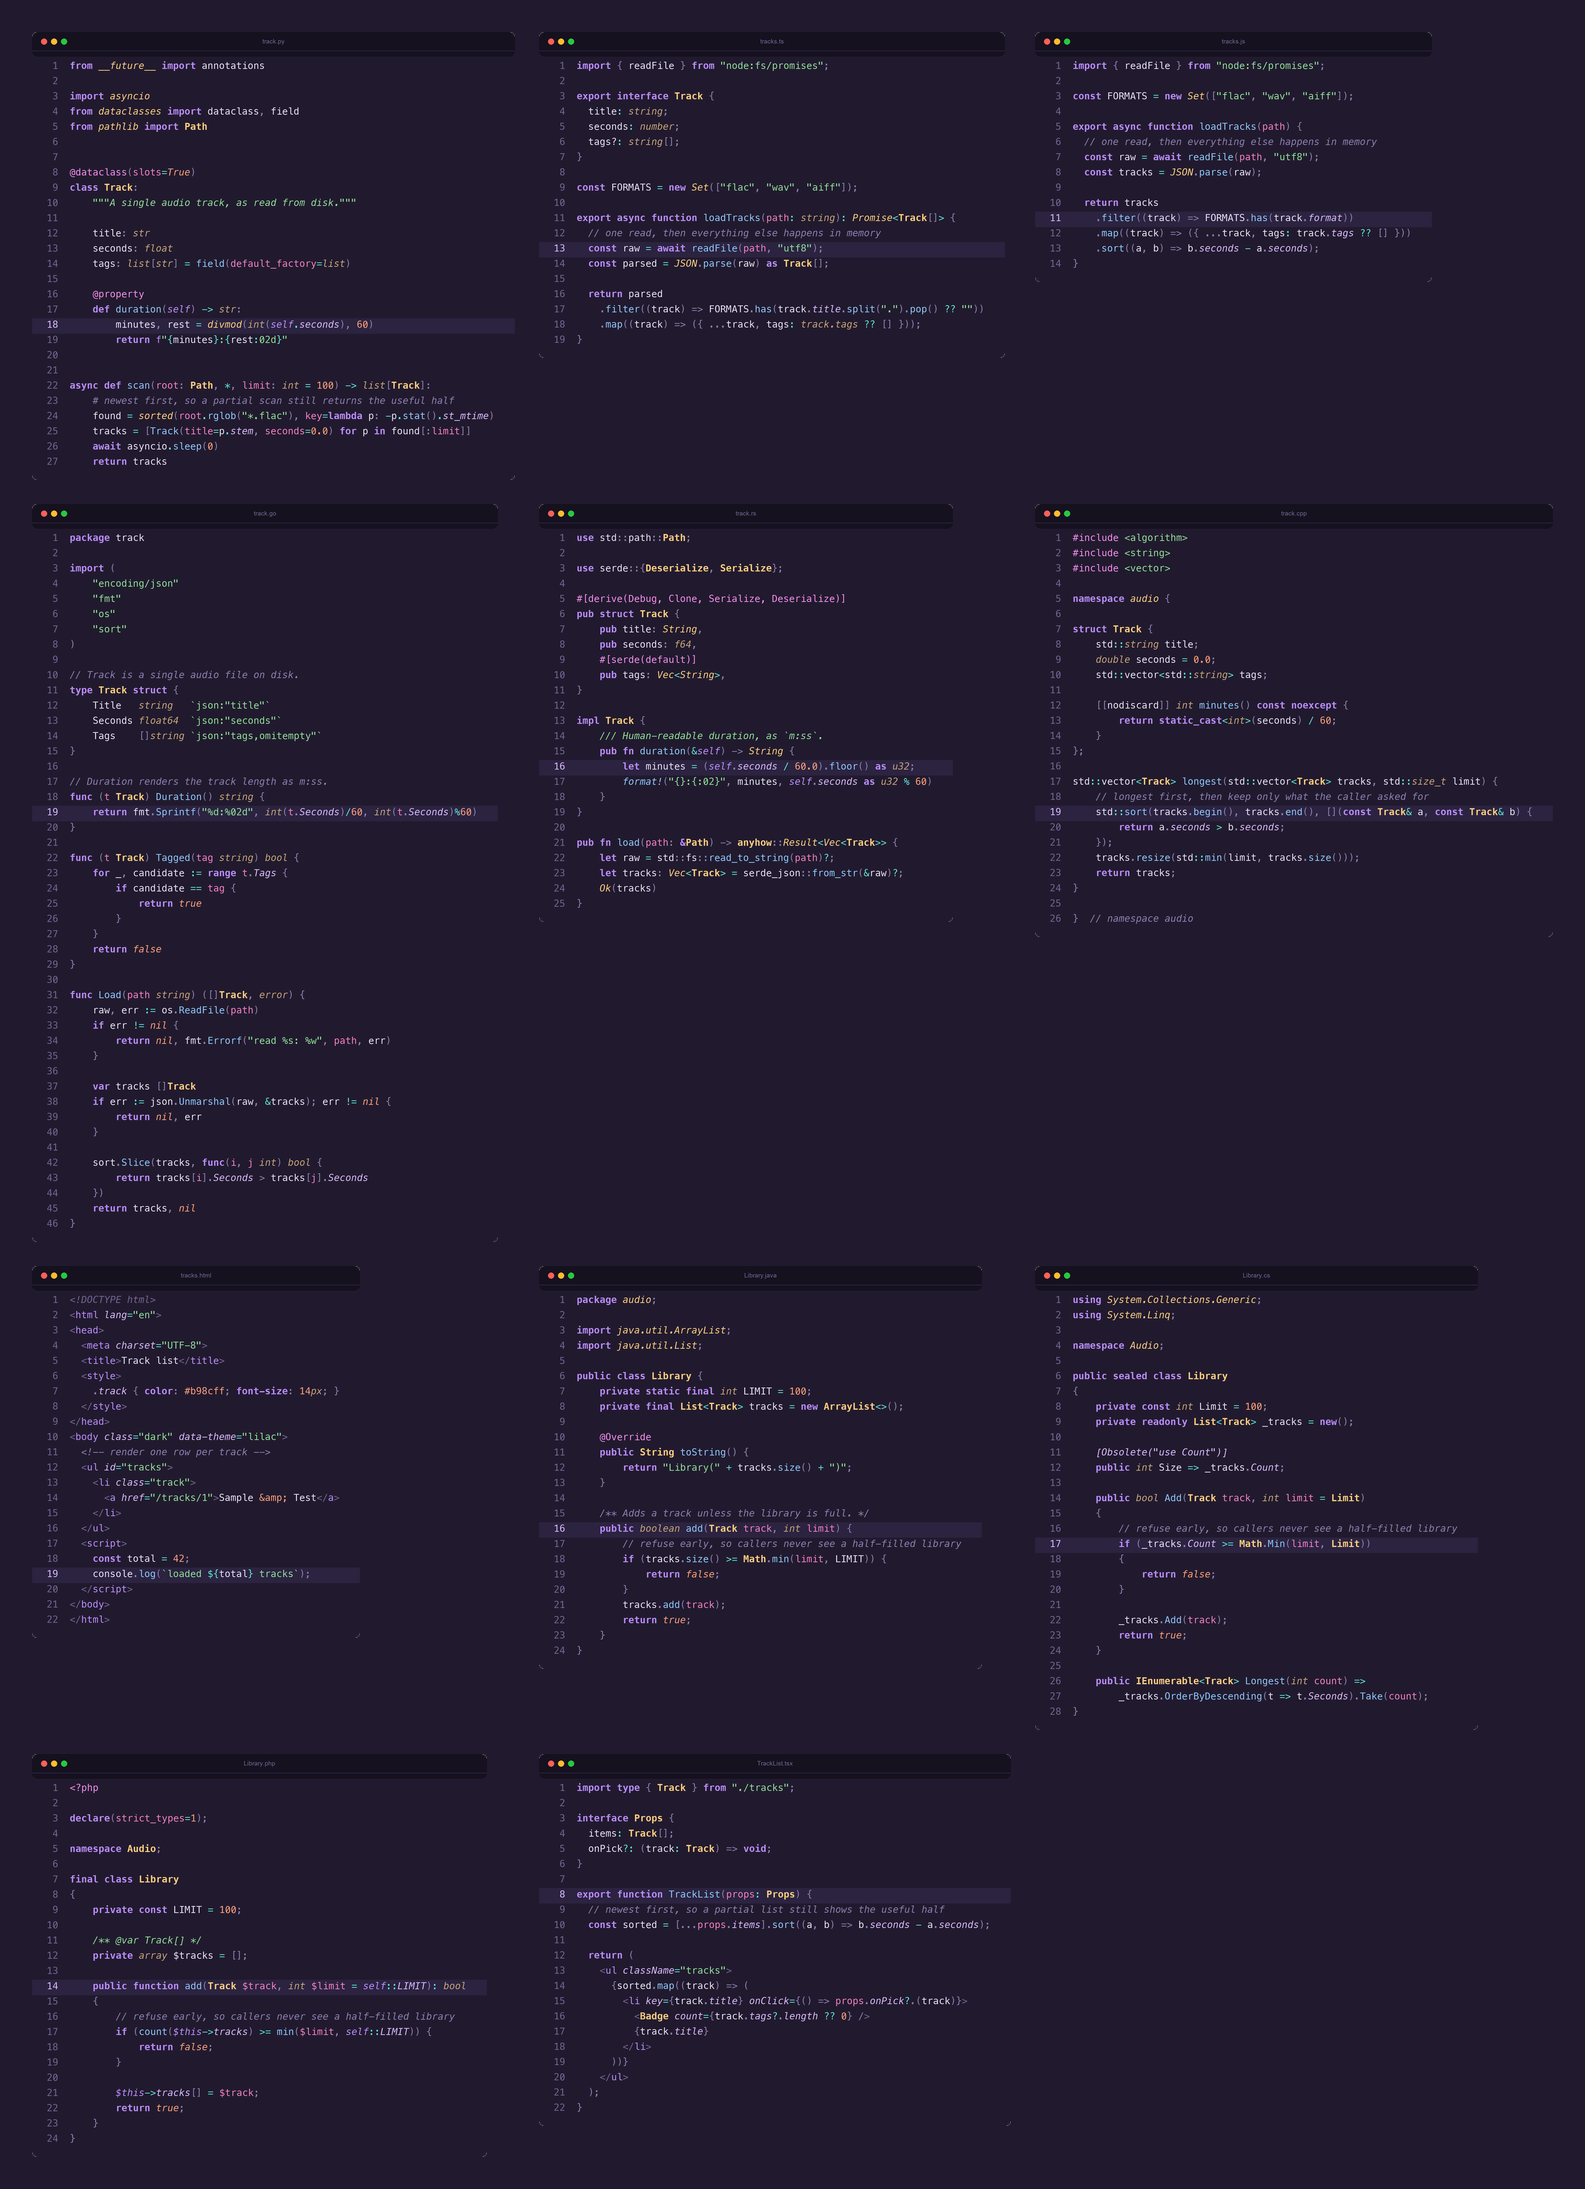 track.py
1 from __future__ import annotations
2
3 import asyncio
4 from dataclasses import dataclass, field
5 from pathlib import Path
6
7
8 @dataclass(slots=True)
9 class Track:
10     """A single audio track, as read from disk."""
11
12     title: str
13     seconds: float
14     tags: list[str] = field(default_factory=list)
15
16     @property
17     def duration(self) -> str:
18         minutes, rest = divmod(int(self.seconds), 60)
19         return f"{minutes}:{rest:02d}"
20
21
22 async def scan(root: Path, *, limit: int = 100) -> list[Track]:
23     # newest first, so a partial scan still returns the useful half
24     found = sorted(root.rglob("*.flac"), key=lambda p: -p.stat().st_mtime)
25     tracks = [Track(title=p.stem, seconds=0.0) for p in found[:limit]]
26     await asyncio.sleep(0)
27     return tracks
tracks.ts
1 import { readFile } from "node:fs/promises";
2
3 export interface Track {
4   title: string;
5   seconds: number;
6   tags?: string[];
7 }
8
9 const FORMATS = new Set(["flac", "wav", "aiff"]);
10
11 export async function loadTracks(path: string): Promise<Track[]> {
12   // one read, then everything else happens in memory
13   const raw = await readFile(path, "utf8");
14   const parsed = JSON.parse(raw) as Track[];
15
16   return parsed
17     .filter((track) => FORMATS.has(track.title.split(".").pop() ?? ""))
18     .map((track) => ({ ...track, tags: track.tags ?? [] }));
19 }
tracks.js
1 import { readFile } from "node:fs/promises";
2
3 const FORMATS = new Set(["flac", "wav", "aiff"]);
4
5 export async function loadTracks(path) {
6   // one read, then everything else happens in memory
7   const raw = await readFile(path, "utf8");
8   const tracks = JSON.parse(raw);
9
10   return tracks
11     .filter((track) => FORMATS.has(track.format))
12     .map((track) => ({ ...track, tags: track.tags ?? [] }))
13     .sort((a, b) => b.seconds - a.seconds);
14 }
track.go
1 package track
2
3 import (
4     "encoding/json"
5     "fmt"
6     "os"
7     "sort"
8 )
9
10 // Track is a single audio file on disk.
11 type Track struct {
12     Title   string   `json:"title"`
13     Seconds float64  `json:"seconds"`
14     Tags    []string `json:"tags,omitempty"`
15 }
16
17 // Duration renders the track length as m:ss.
18 func (t Track) Duration() string {
19     return fmt.Sprintf("%d:%02d", int(t.Seconds)/60, int(t.Seconds)%60)
20 }
21
22 func (t Track) Tagged(tag string) bool {
23     for _, candidate := range t.Tags {
24         if candidate == tag {
25             return true
26         }
27     }
28     return false
29 }
30
31 func Load(path string) ([]Track, error) {
32     raw, err := os.ReadFile(path)
33     if err != nil {
34         return nil, fmt.Errorf("read %s: %w", path, err)
35     }
36
37     var tracks []Track
38     if err := json.Unmarshal(raw, &tracks); err != nil {
39         return nil, err
40     }
41
42     sort.Slice(tracks, func(i, j int) bool {
43         return tracks[i].Seconds > tracks[j].Seconds
44     })
45     return tracks, nil
46 }
track.rs
1 use std::path::Path;
2
3 use serde::{Deserialize, Serialize};
4
5 #[derive(Debug, Clone, Serialize, Deserialize)]
6 pub struct Track {
7     pub title: String,
8     pub seconds: f64,
9     #[serde(default)]
10     pub tags: Vec<String>,
11 }
12
13 impl Track {
14     /// Human-readable duration, as `m:ss`.
15     pub fn duration(&self) -> String {
16         let minutes = (self.seconds / 60.0).floor() as u32;
17         format!("{}:{:02}", minutes, self.seconds as u32 % 60)
18     }
19 }
20
21 pub fn load(path: &Path) -> anyhow::Result<Vec<Track>> {
22     let raw = std::fs::read_to_string(path)?;
23     let tracks: Vec<Track> = serde_json::from_str(&raw)?;
24     Ok(tracks)
25 }
track.cpp
1 #include <algorithm>
2 #include <string>
3 #include <vector>
4
5 namespace audio {
6
7 struct Track {
8     std::string title;
9     double seconds = 0.0;
10     std::vector<std::string> tags;
11
12     [[nodiscard]] int minutes() const noexcept {
13         return static_cast<int>(seconds) / 60;
14     }
15 };
16
17 std::vector<Track> longest(std::vector<Track> tracks, std::size_t limit) {
18     // longest first, then keep only what the caller asked for
19     std::sort(tracks.begin(), tracks.end(), [](const Track& a, const Track& b) {
20         return a.seconds > b.seconds;
21     });
22     tracks.resize(std::min(limit, tracks.size()));
23     return tracks;
24 }
25
26 }  // namespace audio
tracks.html
1 <!DOCTYPE html>
2 <html lang="en">
3 <head>
4   <meta charset="UTF-8">
5   <title>Track list</title>
6   <style>
7     .track { color: #b98cff; font-size: 14px; }
8   </style>
9 </head>
10 <body class="dark" data-theme="lilac">
11   <!-- render one row per track -->
12   <ul id="tracks">
13     <li class="track">
14       <a href="/tracks/1">Sample &amp; Test</a>
15     </li>
16   </ul>
17   <script>
18     const total = 42;
19     console.log(`loaded ${total} tracks`);
20   </script>
21 </body>
22 </html>
Library.java
1 package audio;
2
3 import java.util.ArrayList;
4 import java.util.List;
5
6 public class Library {
7     private static final int LIMIT = 100;
8     private final List<Track> tracks = new ArrayList<>();
9
10     @Override
11     public String toString() {
12         return "Library(" + tracks.size() + ")";
13     }
14
15     /** Adds a track unless the library is full. */
16     public boolean add(Track track, int limit) {
17         // refuse early, so callers never see a half-filled library
18         if (tracks.size() >= Math.min(limit, LIMIT)) {
19             return false;
20         }
21         tracks.add(track);
22         return true;
23     }
24 }
Library.cs
1 using System.Collections.Generic;
2 using System.Linq;
3
4 namespace Audio;
5
6 public sealed class Library
7 {
8     private const int Limit = 100;
9     private readonly List<Track> _tracks = new();
10
11     [Obsolete("use Count")]
12     public int Size => _tracks.Count;
13
14     public bool Add(Track track, int limit = Limit)
15     {
16         // refuse early, so callers never see a half-filled library
17         if (_tracks.Count >= Math.Min(limit, Limit))
18         {
19             return false;
20         }
21
22         _tracks.Add(track);
23         return true;
24     }
25
26     public IEnumerable<Track> Longest(int count) =>
27         _tracks.OrderByDescending(t => t.Seconds).Take(count);
28 }
Library.php
1 <?php
2
3 declare(strict_types=1);
4
5 namespace Audio;
6
7 final class Library
8 {
9     private const LIMIT = 100;
10
11     /** @var Track[] */
12     private array $tracks = [];
13
14     public function add(Track $track, int $limit = self::LIMIT): bool
15     {
16         // refuse early, so callers never see a half-filled library
17         if (count($this->tracks) >= min($limit, self::LIMIT)) {
18             return false;
19         }
20
21         $this->tracks[] = $track;
22         return true;
23     }
24 }
TrackList.tsx
1 import type { Track } from "./tracks";
2
3 interface Props {
4   items: Track[];
5   onPick?: (track: Track) => void;
6 }
7
8 export function TrackList(props: Props) {
9   // newest first, so a partial list still shows the useful half
10   const sorted = [...props.items].sort((a, b) => b.seconds - a.seconds);
11
12   return (
13     <ul className="tracks">
14       {sorted.map((track) => (
15         <li key={track.title} onClick={() => props.onPick?.(track)}>
16           <Badge count={track.tags?.length ?? 0} />
17           {track.title}
18         </li>
19       ))}
20     </ul>
21   );
22 }